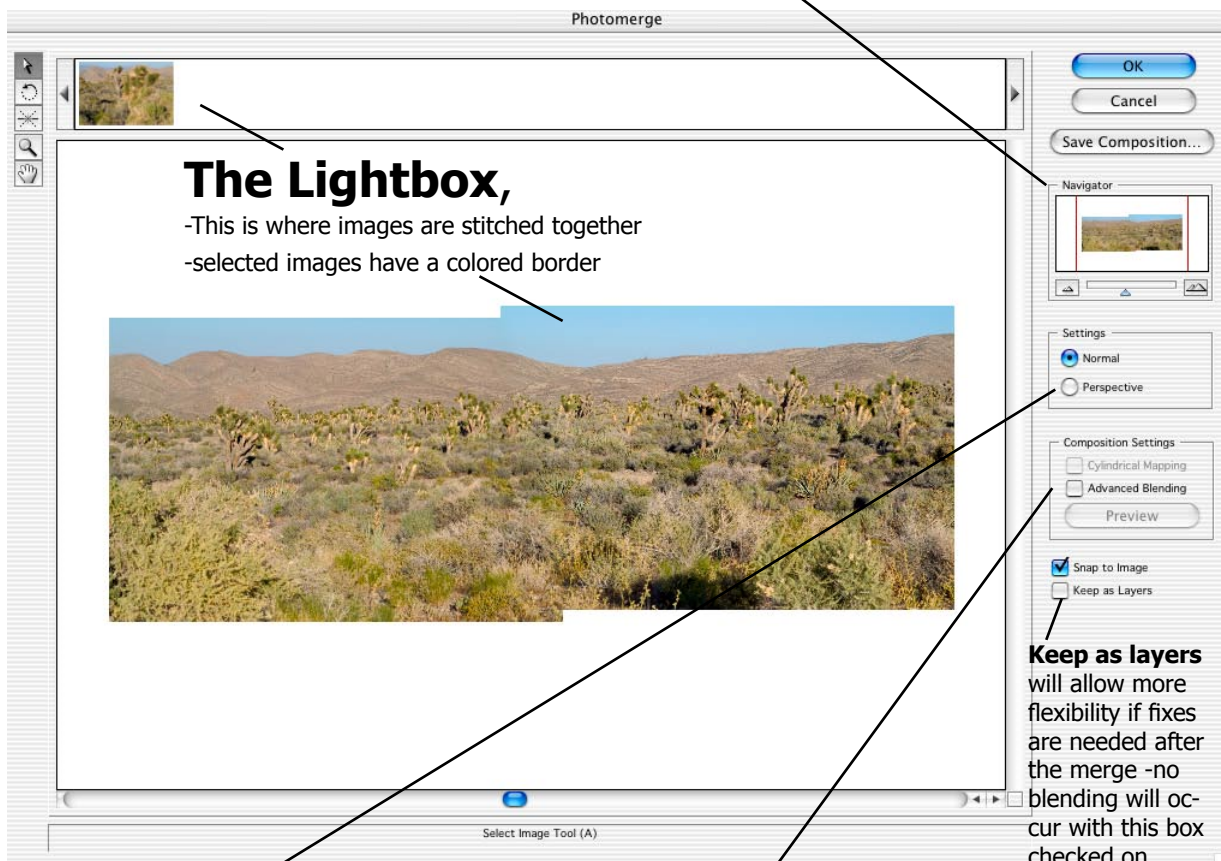 Photomerge
OK
Cancel
Save Composition...
The Lightbox,
-This is where images are stitched together
-selected images have a colored border
Navigator
Settings
Normal
Perspective
Composition Settings
Cylindrical Mapping
Advanced Blending
Preview
Snap to Image
Keep as Layers
Keep as layers
will allow more
flexibility if fixes
are needed after
the merge -no
blending will oc-
cur with this box
checked on
Select Image Tool (A)